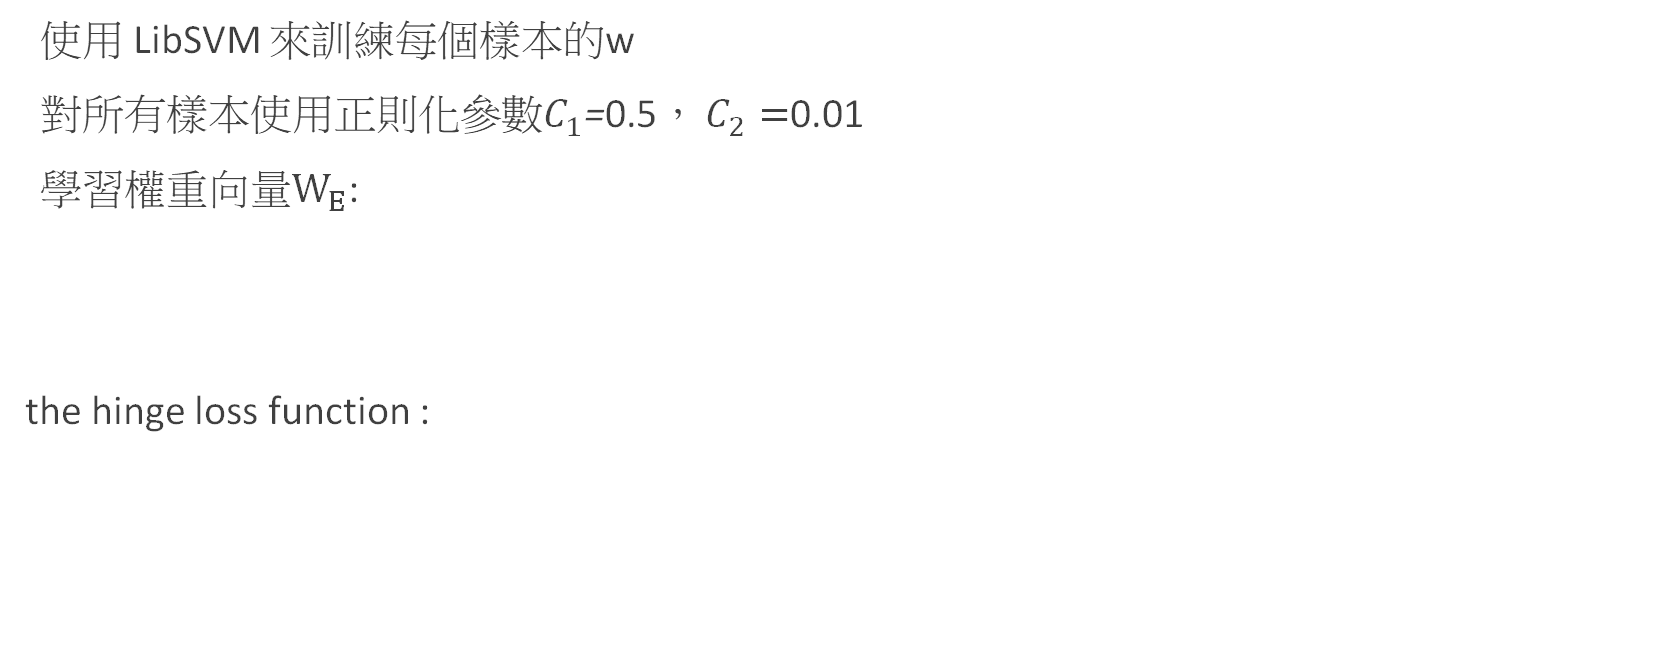 使用 LibSVM 來訓練每個樣本的w
對所有樣本使用正則化參數C₁=0.5， C₂ =0.01
學習權重向量W_E:
the hinge loss function :